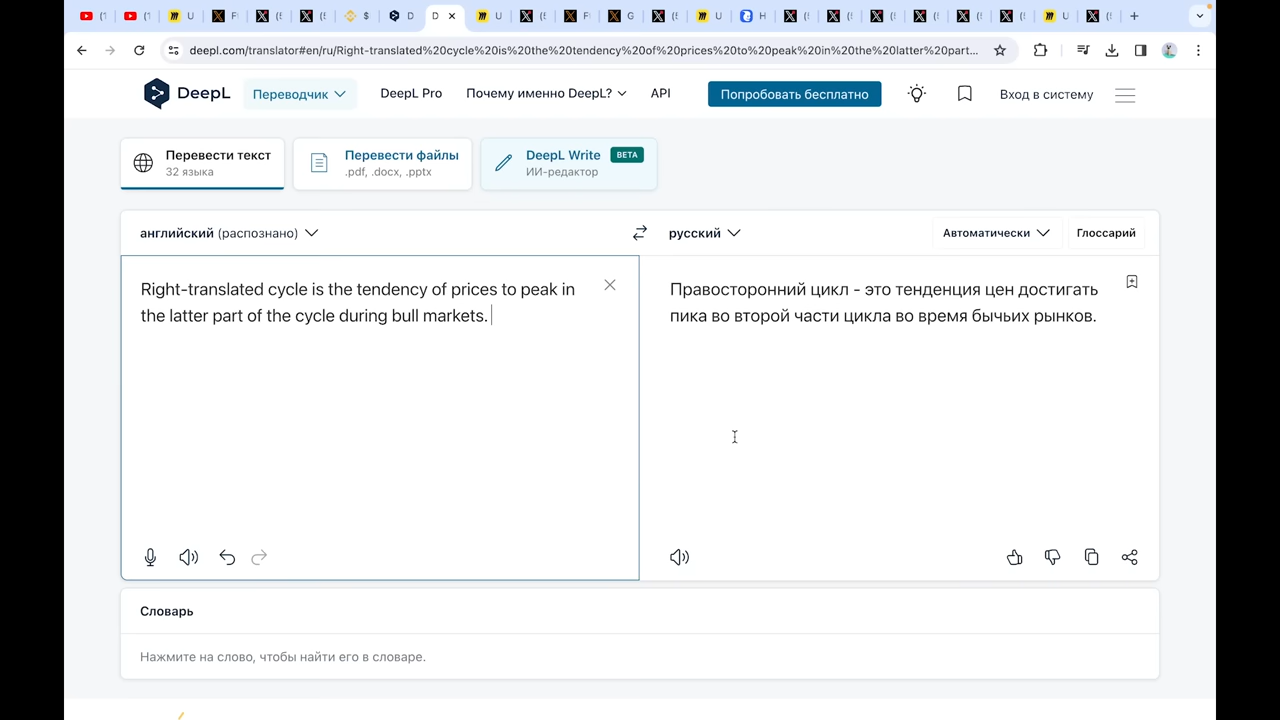 (1
(1
U
F
(
(
$
D
D
U
(
F
G
(
U
H
(
(
(
(
(
(
U
(
deepl.com/translator#en/ru/Right-translated%20cycle%20is%20the%20tendency%20of%20prices%20to%20peak%20in%20the%20latter%20part...
DeepL Переводчик DeepL Pro Почему именно DeepL? API Попробовать бесплатно Вход в систему
Перевести текст
32 языка
Перевести файлы
.pdf, .docx, .pptx
DeepL Write BETA
ИИ-редактор
английский (распознано) русский Автоматически Глоссарий
Right-translated cycle is the tendency of prices to peak in
the latter part of the cycle during bull markets.
Правосторонний цикл - это тенденция цен достигать
пика во второй части цикла во время бычьих рынков.
Словарь
Нажмите на слово, чтобы найти его в словаре.